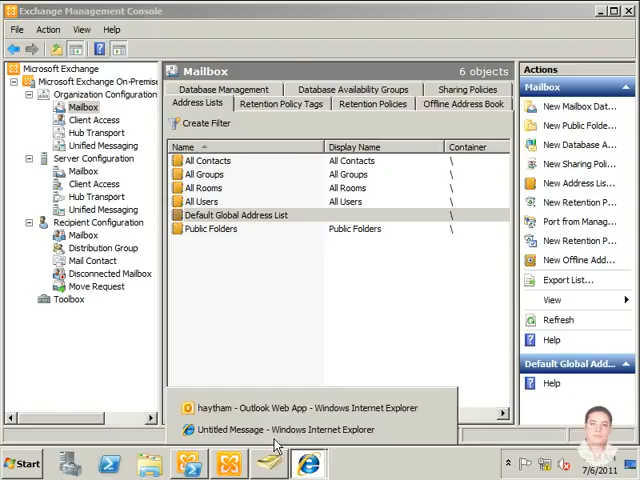 Exchange Management Console
File Action View Help
Microsoft Exchange
Microsoft Exchange On-Premise
Organization Configuration
Mailbox
Client Access
Hub Transport
Unified Messaging
Server Configuration
Mailbox
Client Access
Hub Transport
Unified Messaging
Recipient Configuration
Mailbox
Distribution Group
Mail Contact
Disconnected Mailbox
Move Request
Toolbox
Mailbox 6 objects
Database Management Database Availability Groups Sharing Policies
Address Lists Retention Policy Tags Retention Policies Offline Address Book
Create Filter
Name Display Name Container
All Contacts All Contacts \
All Groups All Groups \
All Rooms All Rooms \
All Users All Users \
Default Global Address List \
Public Folders Public Folders \
Actions
Mailbox
New Mailbox Dat...
New Public Folde...
New Database A...
New Sharing Poli...
New Address Lis...
New Retention P...
Port from Manag...
New Retention P...
New Offline Add...
Export List...
View
Refresh
Help
Default Global Add...
Help
haytham - Outlook Web App - Windows Internet Explorer
Untitled Message - Windows Internet Explorer
Start
7/6/2011